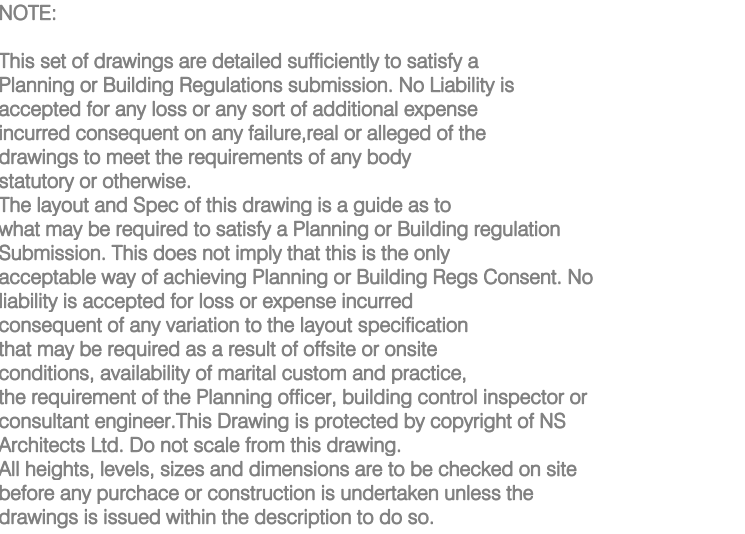 NOTE:
This set of drawings are detailed sufficiently to satisfy a
Planning or Building Regulations submission. No Liability is
accepted for any loss or any sort of additional expense
incurred consequent on any failure,real or alleged of the
drawings to meet the requirements of any body
statutory or otherwise.
The layout and Spec of this drawing is a guide as to
what may be required to satisfy a Planning or Building regulation
Submission. This does not imply that this is the only
acceptable way of achieving Planning or Building Regs Consent. No
liability is accepted for loss or expense incurred
consequent of any variation to the layout specification
that may be required as a result of offsite or onsite
conditions, availability of marital custom and practice,
the requirement of the Planning officer, building control inspector or
consultant engineer.This Drawing is protected by copyright of NS
Architects Ltd. Do not scale from this drawing.
All heights, levels, sizes and dimensions are to be checked on site
before any purchace or construction is undertaken unless the
drawings is issued within the description to do so.